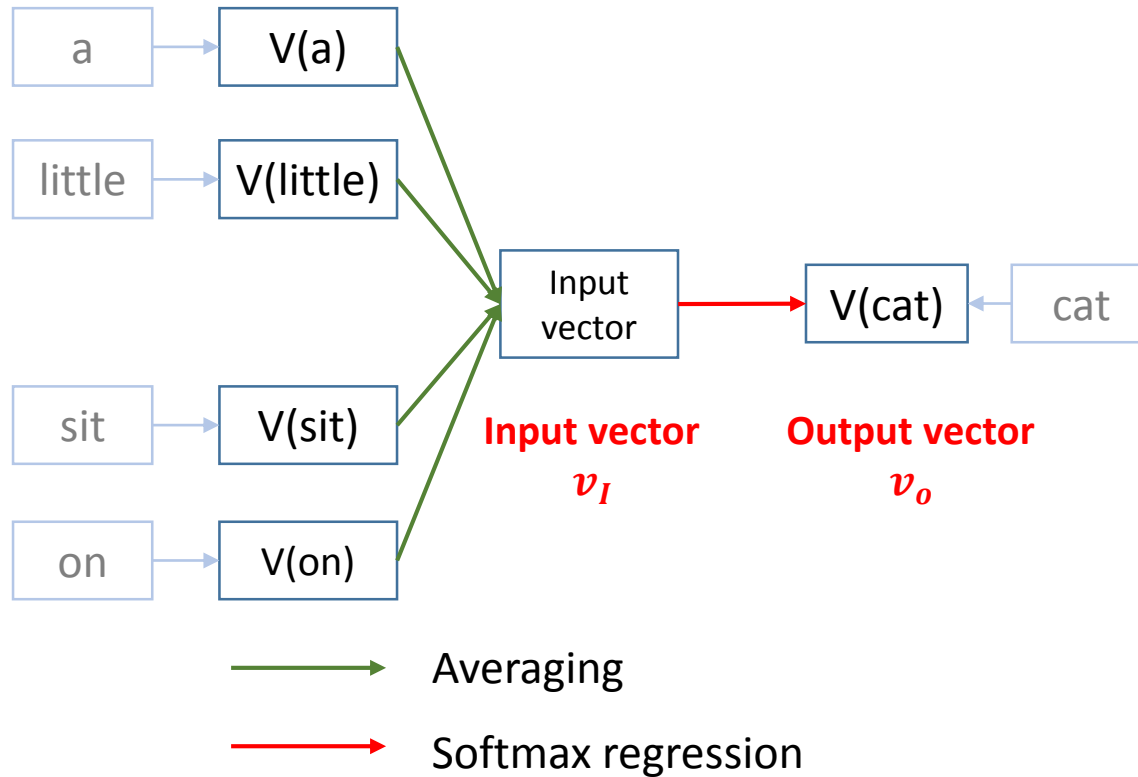 a
V(a)
little
V(little)
Input
vector
V(cat)
cat
sit
V(sit)
Input vector
v_I
Output vector
v_o
on
V(on)
Averaging
Softmax regression